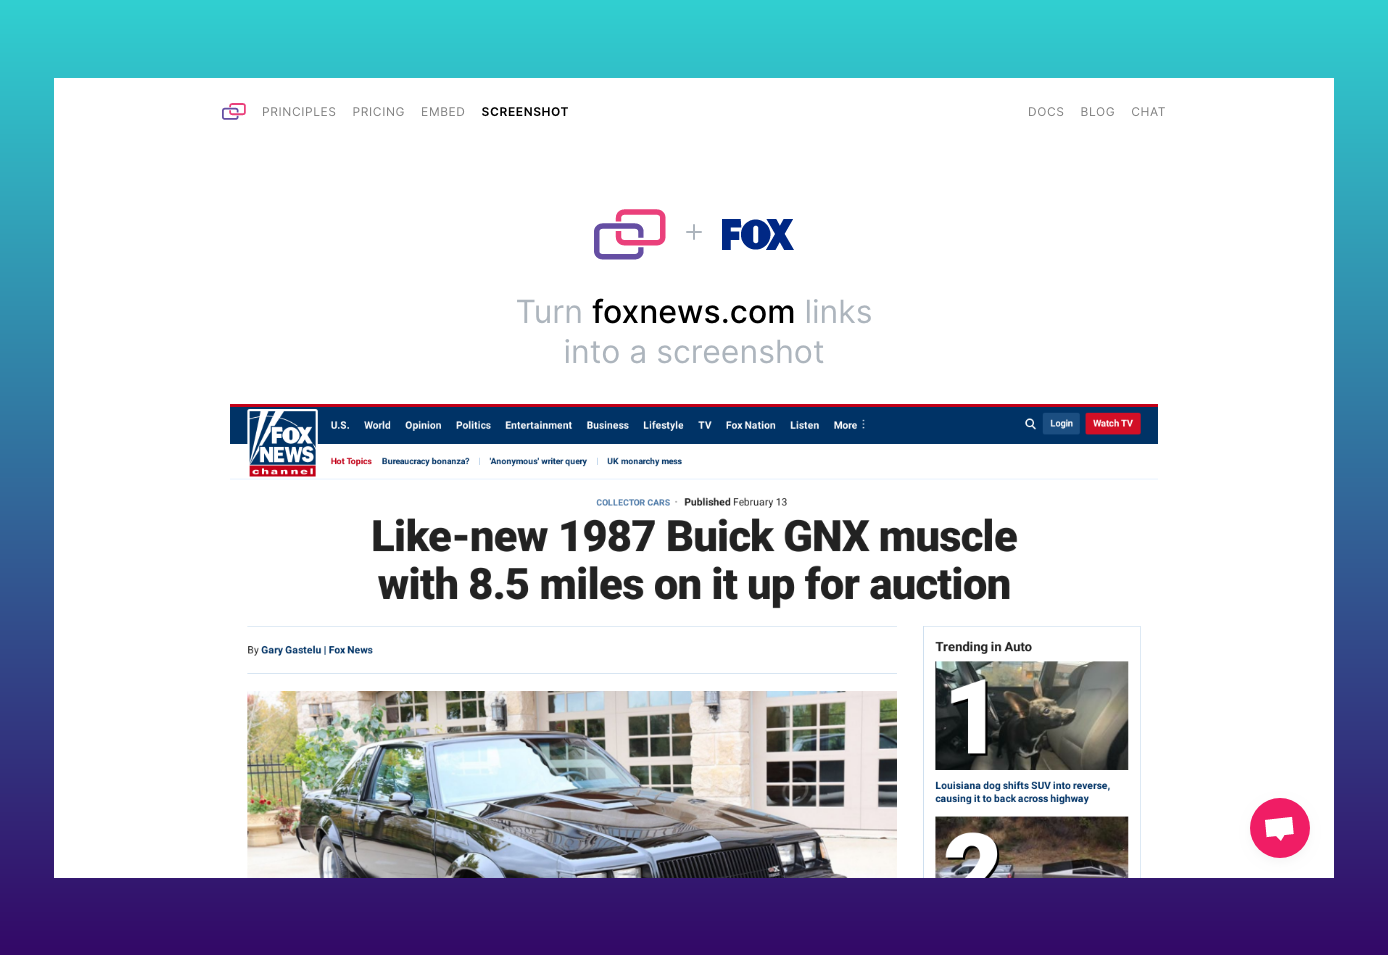 PRINCIPLES PRICING EMBED SCREENSHOT DOCS BLOG CHAT
FOX
Turn foxnews.com links
into a screenshot
FOX NEWS channel
U.S. World Opinion Politics Entertainment Business Lifestyle TV Fox Nation Listen More Login Watch TV
Hot Topics Bureaucracy bonanza? 'Anonymous' writer query UK monarchy mess
COLLECTOR CARS · Published February 13
Like-new 1987 Buick GNX muscle
with 8.5 miles on it up for auction
By Gary Gastelu | Fox News
Trending in Auto
1
Louisiana dog shifts SUV into reverse,
causing it to back across highway
2